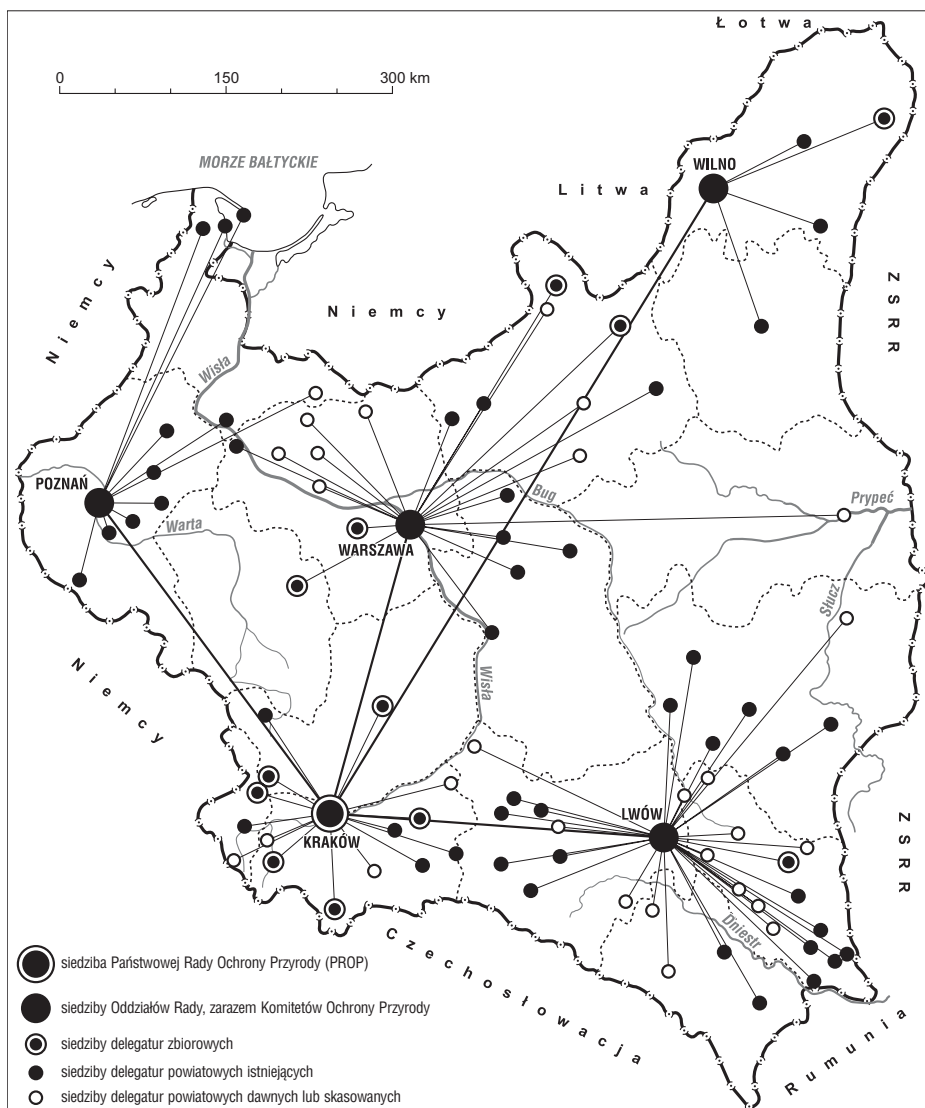 Łotwa
0 150 300 km
MORZE BAŁTYCKIE
WILNO
Litwa
Niemcy
Niemcy
ZSRR
Wisła
POZNAŃ
Bug
Prypeć
Warta
WARSZAWA
Słucz
Niemcy
Wisła
LWÓW
ZSRR
KRAKÓW
Dniestr
Czechosłowacja
Rumunia
siedziba Państwowej Rady Ochrony Przyrody (PROP)
siedziby Oddziałów Rady, zarazem Komitetów Ochrony Przyrody
siedziby delegatur zbiorowych
siedziby delegatur powiatowych istniejących
siedziby delegatur powiatowych dawnych lub skasowanych